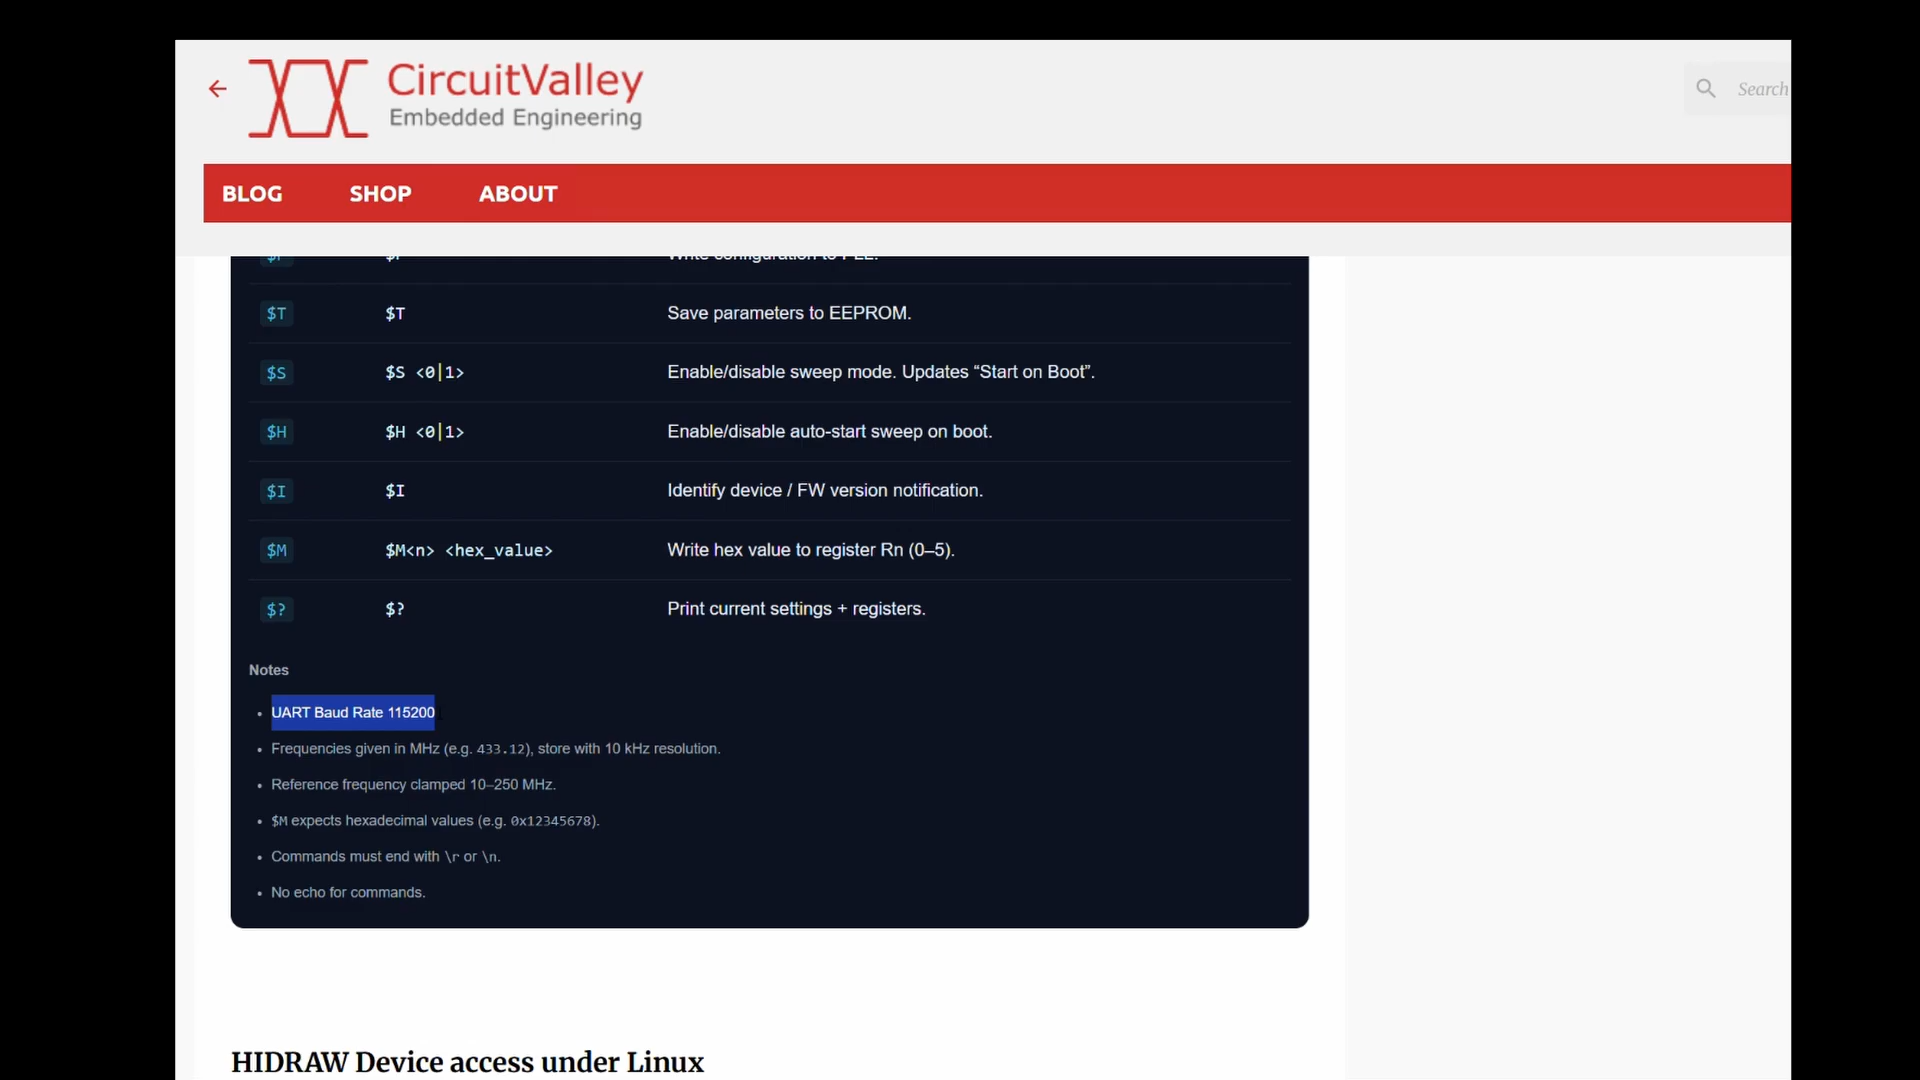 CircuitValley
Embedded Engineering
Search
BLOG SHOP ABOUT
$T $T Save parameters to EEPROM.
$S $S <0|1> Enable/disable sweep mode. Updates “Start on Boot”.
$H $H <0|1> Enable/disable auto-start sweep on boot.
$I $I Identify device / FW version notification.
$M $M<n> <hex_value> Write hex value to register Rn (0–5).
$? $? Print current settings + registers.
Notes
• UART Baud Rate 115200
• Frequencies given in MHz (e.g. 433.12), store with 10 kHz resolution.
• Reference frequency clamped 10–250 MHz.
• $M expects hexadecimal values (e.g. 0x12345678).
• Commands must end with \r or \n.
• No echo for commands.
HIDRAW Device access under Linux